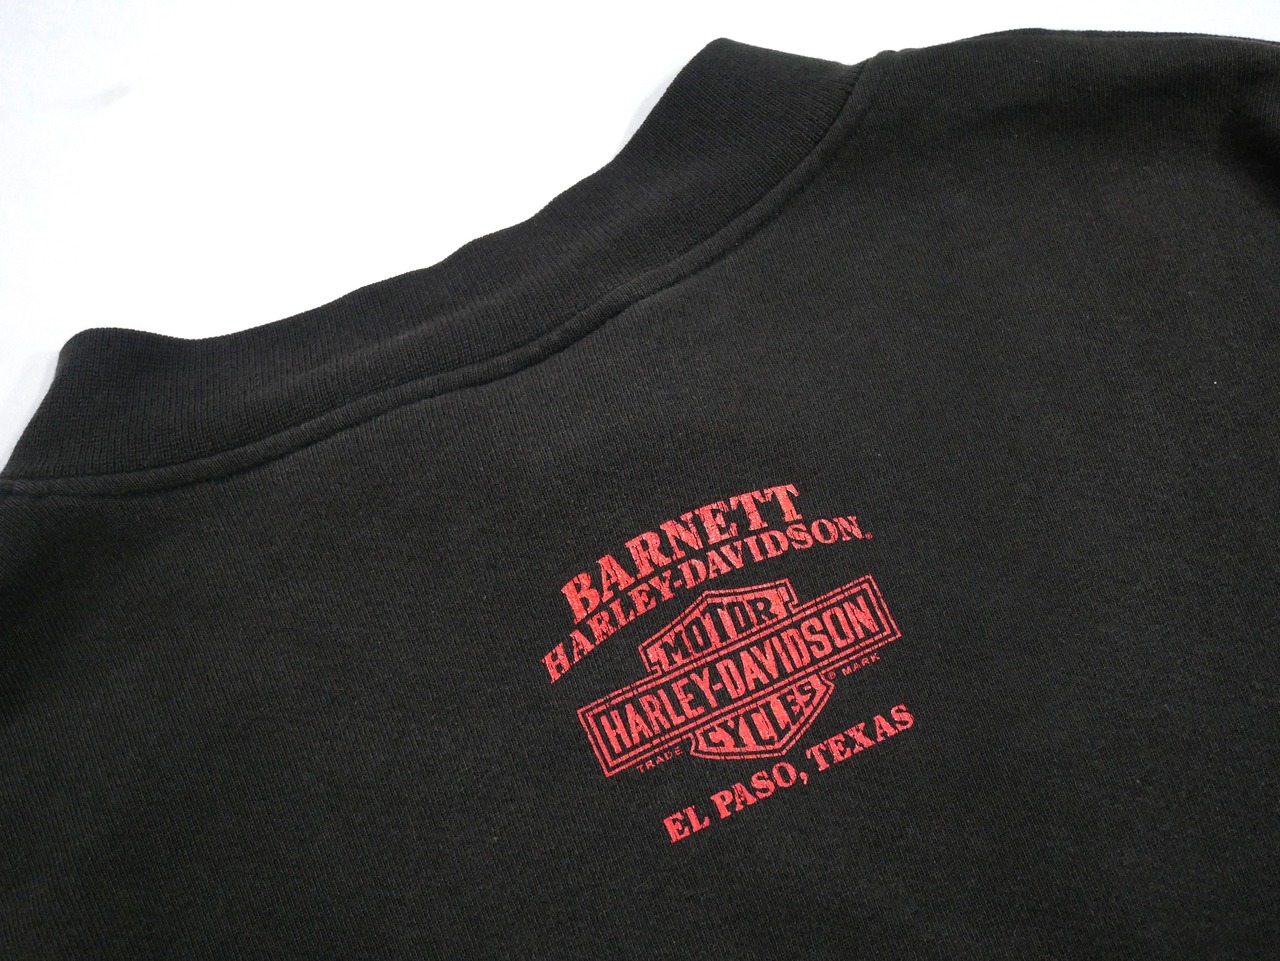 BARNETT
HARLEY-DAVIDSON®
MOTOR
HARLEY-DAVIDSON
CYCLES
TRADE ® MARK
EL PASO, TEXAS